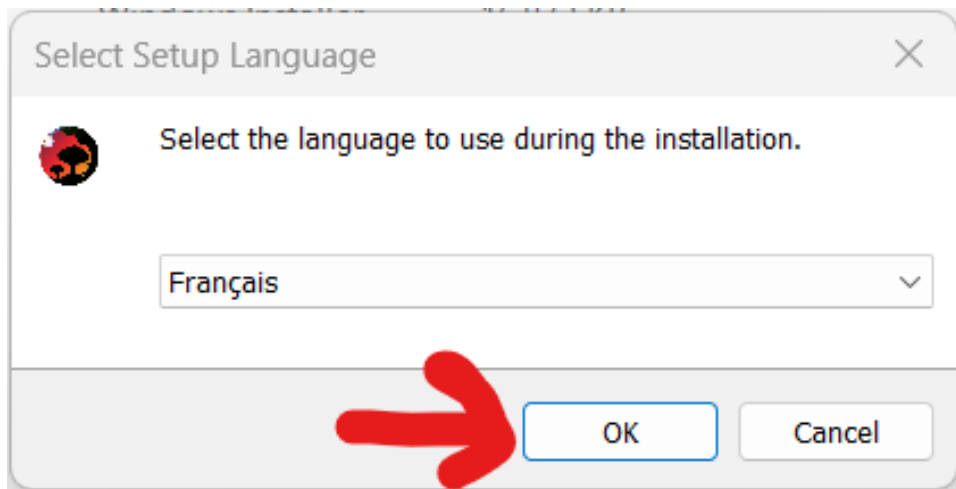 Select Setup Language
Select the language to use during the installation.
Français
OK
Cancel